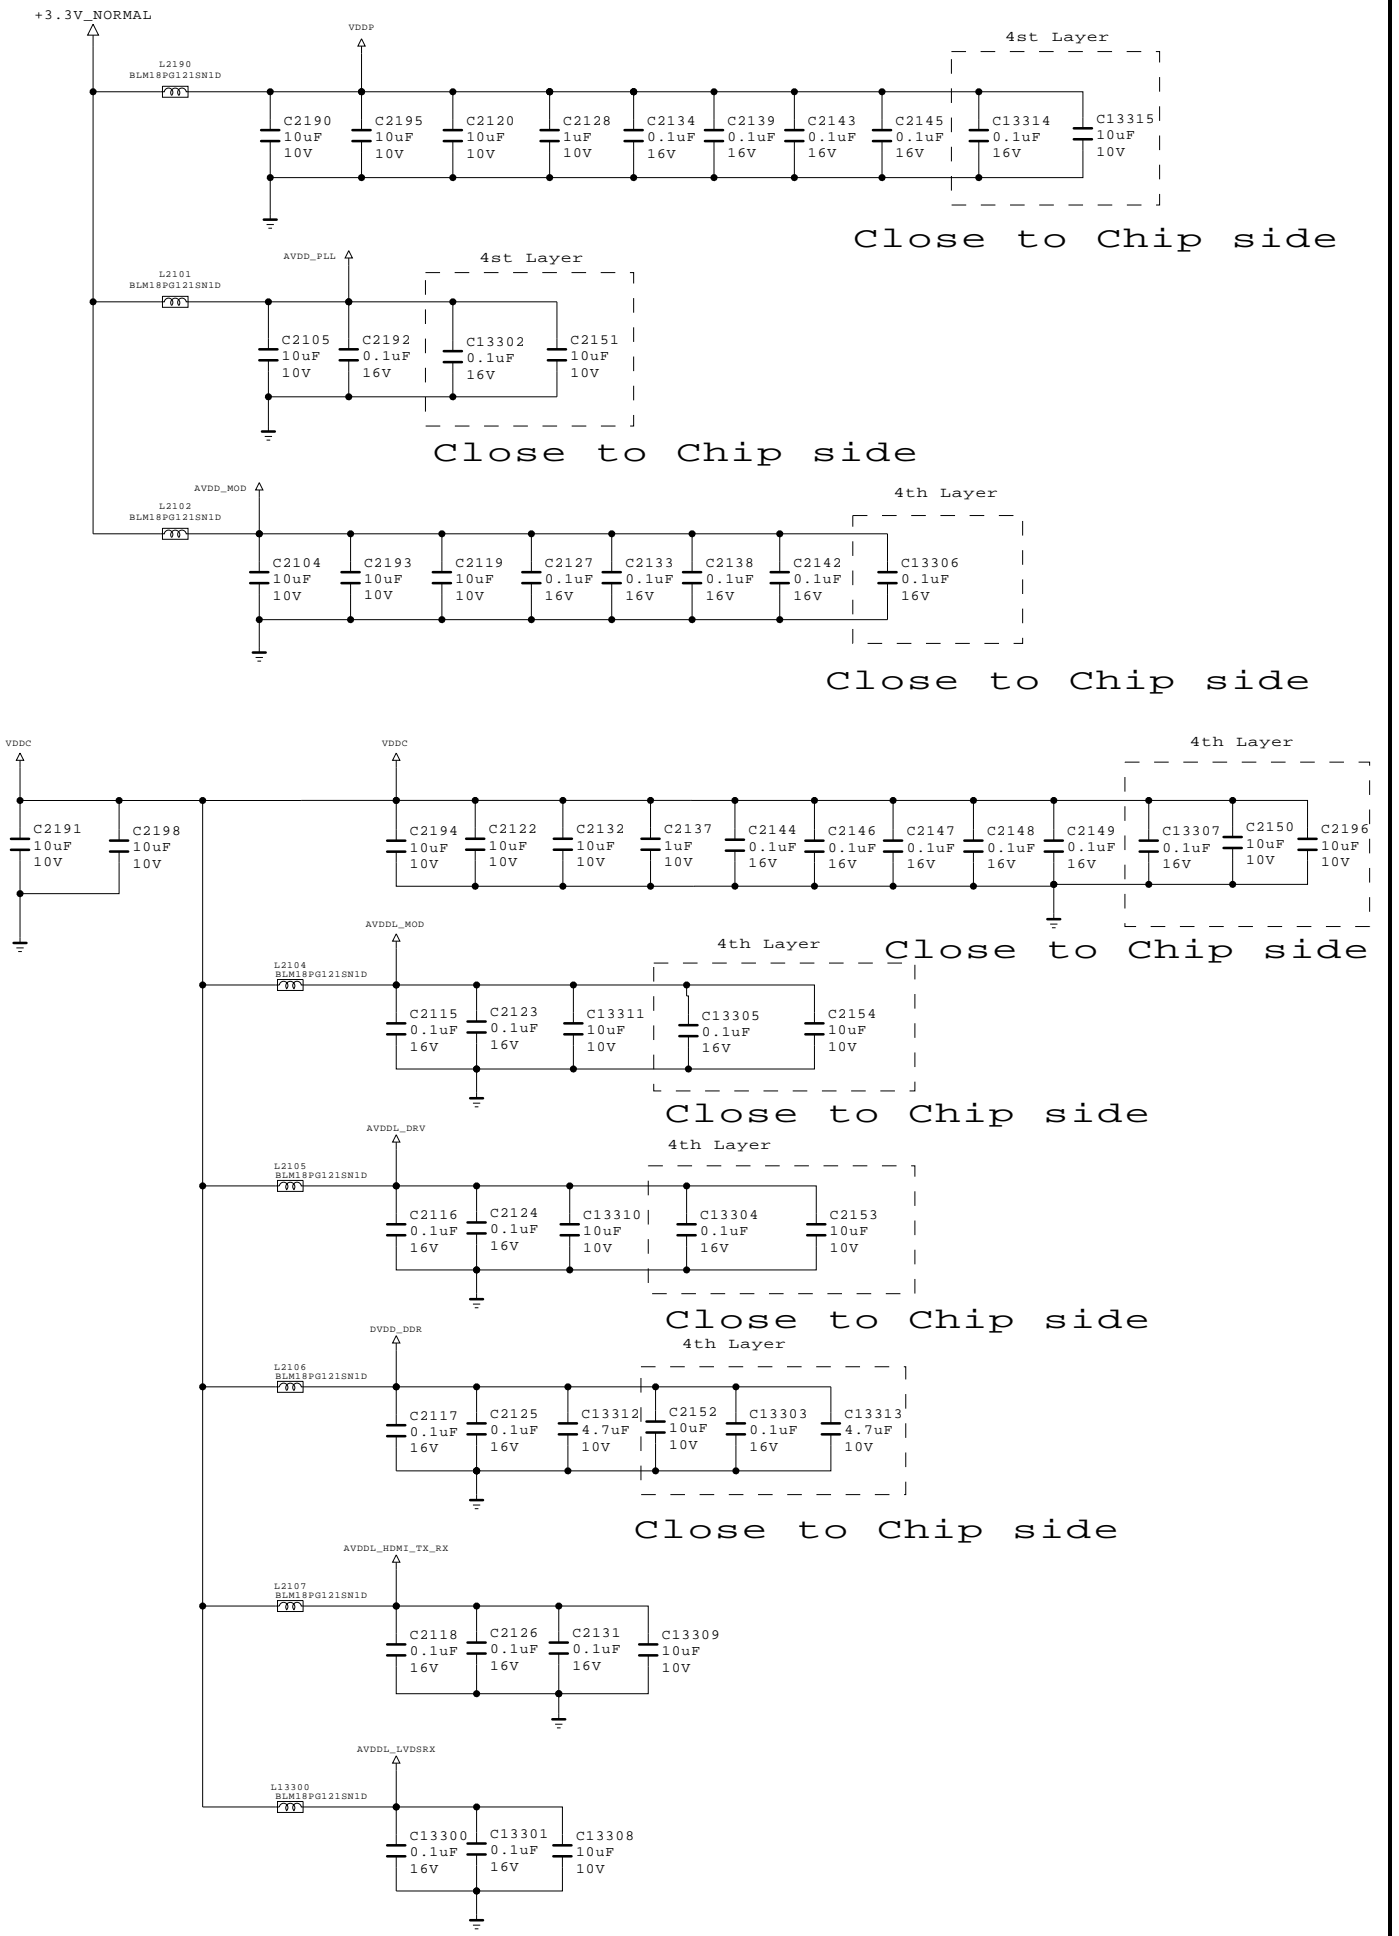 +3.3V_NORMAL
VDDP
4st Layer
L2190
BLM18PG121SN1D
C2190
10uF
10V
C2195
10uF
10V
C2120
10uF
10V
C2128
1uF
10V
C2134
0.1uF
16V
C2139
0.1uF
16V
C2143
0.1uF
16V
C2145
0.1uF
16V
C13314
0.1uF
16V
C13315
10uF
10V
Close to Chip side
AVDD_PLL
4st Layer
L2101
BLM18PG121SN1D
C2105
10uF
10V
C2192
0.1uF
16V
C13302
0.1uF
16V
C2151
10uF
10V
Close to Chip side
AVDD_MOD
4th Layer
L2102
BLM18PG121SN1D
C2104
10uF
10V
C2193
10uF
10V
C2119
10uF
10V
C2127
0.1uF
16V
C2133
0.1uF
16V
C2138
0.1uF
16V
C2142
0.1uF
16V
C13306
0.1uF
16V
Close to Chip side
VDDC
VDDC
4th Layer
C2191
10uF
10V
C2198
10uF
10V
C2194
10uF
10V
C2122
10uF
10V
C2132
10uF
10V
C2137
1uF
10V
C2144
0.1uF
16V
C2146
0.1uF
16V
C2147
0.1uF
16V
C2148
0.1uF
16V
C2149
0.1uF
16V
C13307
0.1uF
16V
C2150
10uF
10V
C2196
10uF
10V
Close to Chip side
AVDDL_MOD
4th Layer
L2104
BLM18PG121SN1D
C2115
0.1uF
16V
C2123
0.1uF
16V
C13311
10uF
10V
C13305
0.1uF
16V
C2154
10uF
10V
Close to Chip side
AVDDL_DRV
4th Layer
L2105
BLM18PG121SN1D
C2116
0.1uF
16V
C2124
0.1uF
16V
C13310
10uF
10V
C13304
0.1uF
16V
C2153
10uF
10V
Close to Chip side
DVDD_DDR
4th Layer
L2106
BLM18PG121SN1D
C2117
0.1uF
16V
C2125
0.1uF
16V
C13312
4.7uF
10V
C2152
10uF
10V
C13303
0.1uF
16V
C13313
4.7uF
10V
Close to Chip side
AVDDL_HDMI_TX_RX
L2107
BLM18PG121SN1D
C2118
0.1uF
16V
C2126
0.1uF
16V
C2131
0.1uF
16V
C13309
10uF
10V
AVDDL_LVDSRX
L13300
BLM18PG121SN1D
C13300
0.1uF
16V
C13301
0.1uF
16V
C13308
10uF
10V